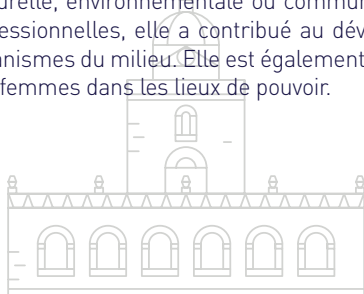 urelle, environnementale ou commun
essionnelles, elle a contribué au dév
anismes du milieu. Elle est également
femmes dans les lieux de pouvoir.